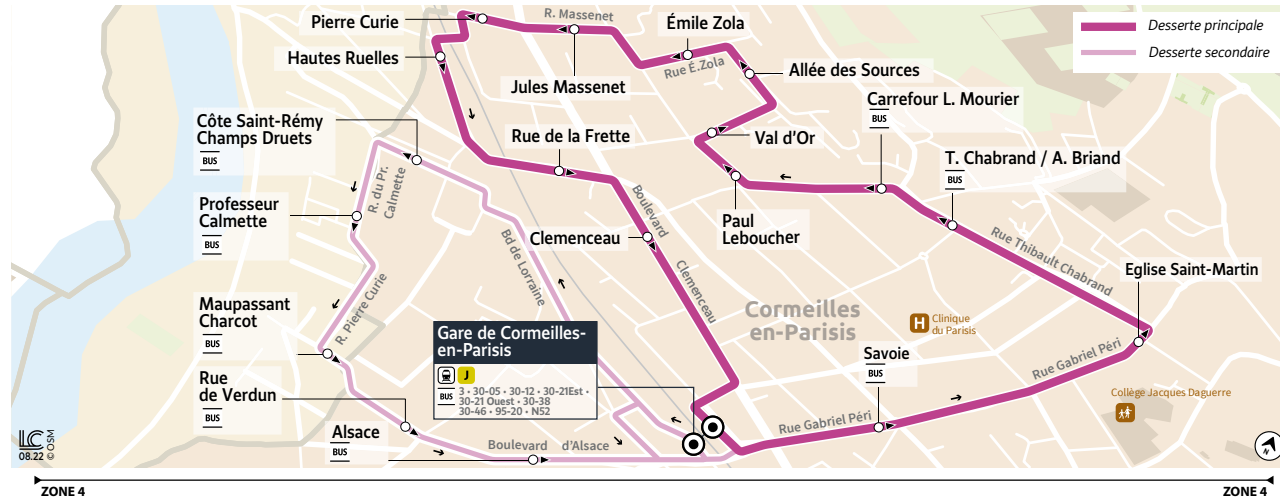 Desserte principale
Desserte secondaire
Pierre Curie
R. Massenet
Émile Zola
Hautes Ruelles
Rue É.Zola
Allée des Sources
Jules Massenet
Carrefour L. Mourier
BUS
Côte Saint-Rémy
Champs Druets
BUS
Rue de la Frette
Val d'Or
T. Chabrand / A. Briand
BUS
R. du Pr.
Calmette
Professeur
Calmette
BUS
Boulevard
Clemenceau
Paul
Leboucher
Clemenceau
Bd de Lorraine
Rue Thibault Chabrand
Eglise Saint-Martin
R. Pierre Curie
Maupassant
Charcot
BUS
Cormeilles
en-Parisis
H
Clinique
du Parisis
Gare de Cormeilles-
en-Parisis
J
BUS
3 • 30-05 • 30-12 • 30-21Est •
30-21 Ouest • 30-38
30-46 • 95-20 • N52
Savoie
BUS
Rue Gabriel Péri
Rue
de Verdun
BUS
Collège Jacques Daguerre
Rue Gabriel Péri
Alsace
BUS
Boulevard d'Alsace
LC
08.22 © OSM
N
ZONE 4
ZONE 4